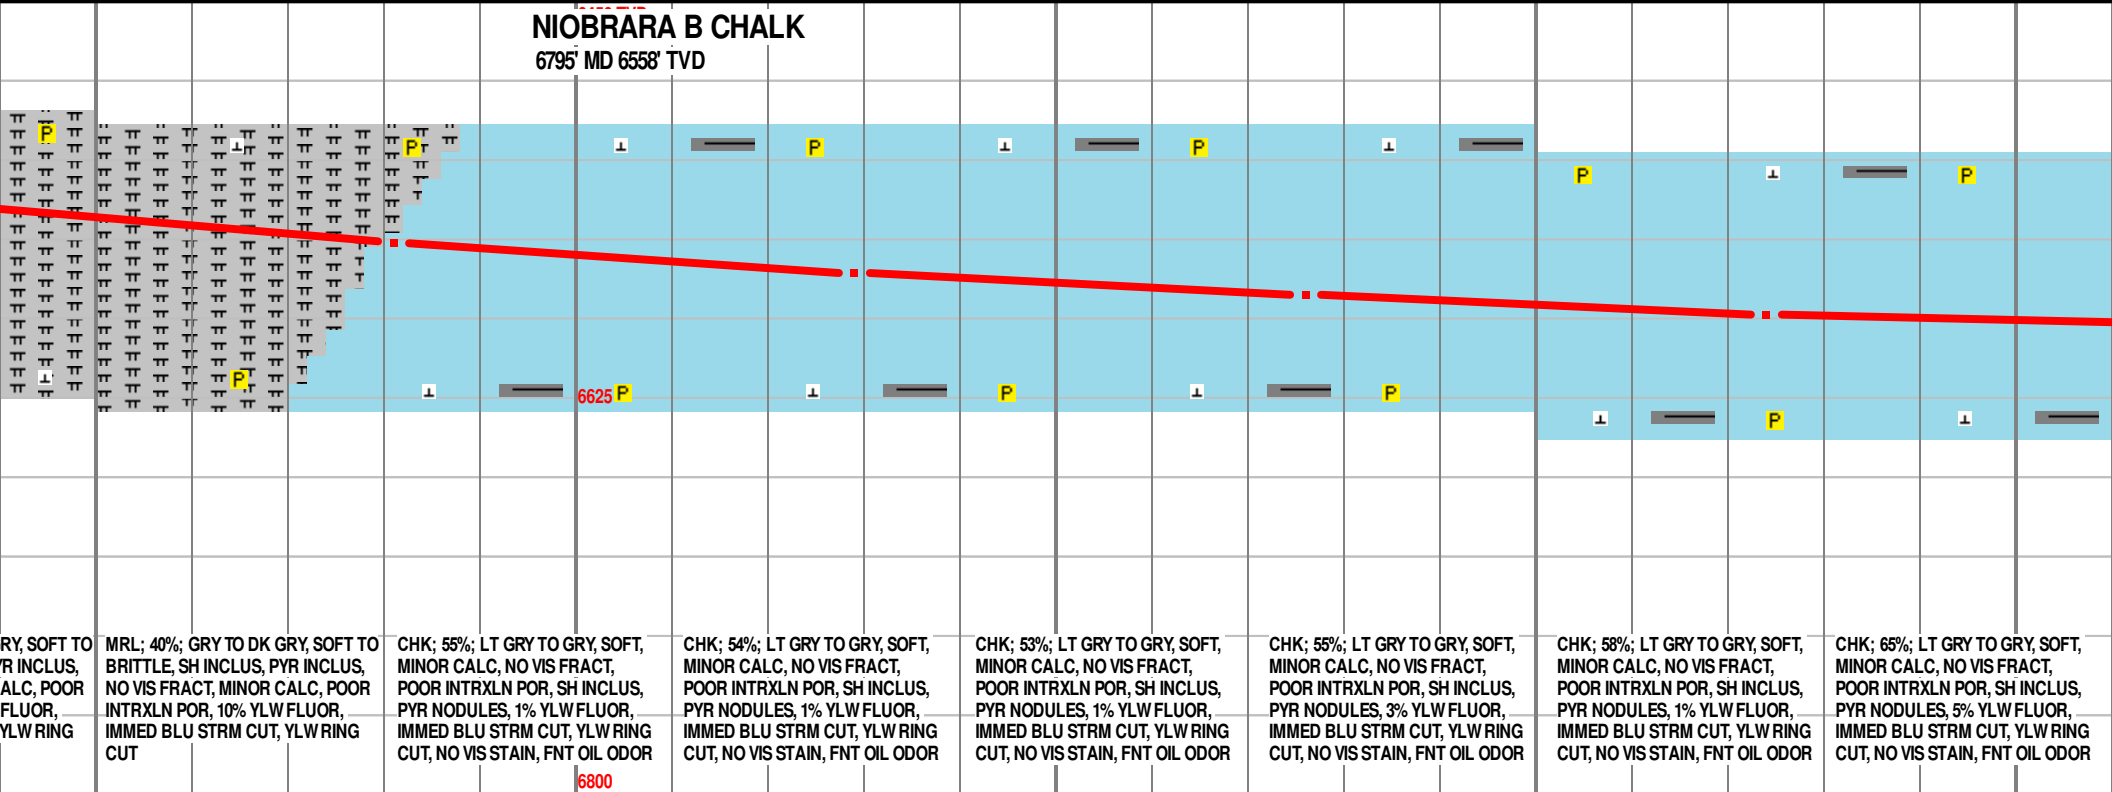 NIOBRARA B CHALK
6795' MD 6558' TVD
P
P
P
P
P
P
P
6625
P
P
P
P
P
RY, SOFT TO
R INCLUS,
ALC, POOR
FLUOR,
YLW RING
MRL; 40%; GRY TO DK GRY, SOFT TO
BRITTLE, SH INCLUS, PYR INCLUS,
NO VIS FRACT, MINOR CALC, POOR
INTRXLN POR, 10% YLW FLUOR,
IMMED BLU STRM CUT, YLW RING
CUT
CHK; 55%; LT GRY TO GRY, SOFT,
MINOR CALC, NO VIS FRACT,
POOR INTRXLN POR, SH INCLUS,
PYR NODULES, 1% YLW FLUOR,
IMMED BLU STRM CUT, YLW RING
CUT, NO VIS STAIN, FNT OIL ODOR
CHK; 54%; LT GRY TO GRY, SOFT,
MINOR CALC, NO VIS FRACT,
POOR INTRXLN POR, SH INCLUS,
PYR NODULES, 1% YLW FLUOR,
IMMED BLU STRM CUT, YLW RING
CUT, NO VIS STAIN, FNT OIL ODOR
CHK; 53%; LT GRY TO GRY, SOFT,
MINOR CALC, NO VIS FRACT,
POOR INTRXLN POR, SH INCLUS,
PYR NODULES, 1% YLW FLUOR,
IMMED BLU STRM CUT, YLW RING
CUT, NO VIS STAIN, FNT OIL ODOR
CHK; 55%; LT GRY TO GRY, SOFT,
MINOR CALC, NO VIS FRACT,
POOR INTRXLN POR, SH INCLUS,
PYR NODULES, 3% YLW FLUOR,
IMMED BLU STRM CUT, YLW RING
CUT, NO VIS STAIN, FNT OIL ODOR
CHK; 58%; LT GRY TO GRY, SOFT,
MINOR CALC, NO VIS FRACT,
POOR INTRXLN POR, SH INCLUS,
PYR NODULES, 1% YLW FLUOR,
IMMED BLU STRM CUT, YLW RING
CUT, NO VIS STAIN, FNT OIL ODOR
CHK; 65%; LT GRY TO GRY, SOFT,
MINOR CALC, NO VIS FRACT,
POOR INTRXLN POR, SH INCLUS,
PYR NODULES, 5% YLW FLUOR,
IMMED BLU STRM CUT, YLW RING
CUT, NO VIS STAIN, FNT OIL ODOR
6800